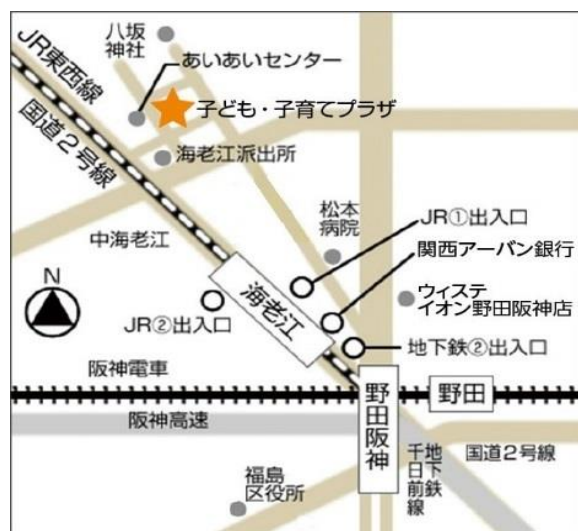 八坂
神社
あいあいセンター
子ども・子育てプラザ
JR東西線
国道2号線
海老江派出所
中海老江
松本
病院
JR①出入口
関西アーバン銀行
N
海老江
JR②出入口
ウィステ
イオン野田阪神店
地下鉄②出入口
阪神電車
野田阪神
野田
阪神高速
国道2号線
地下鉄
千日前線
福島
区役所